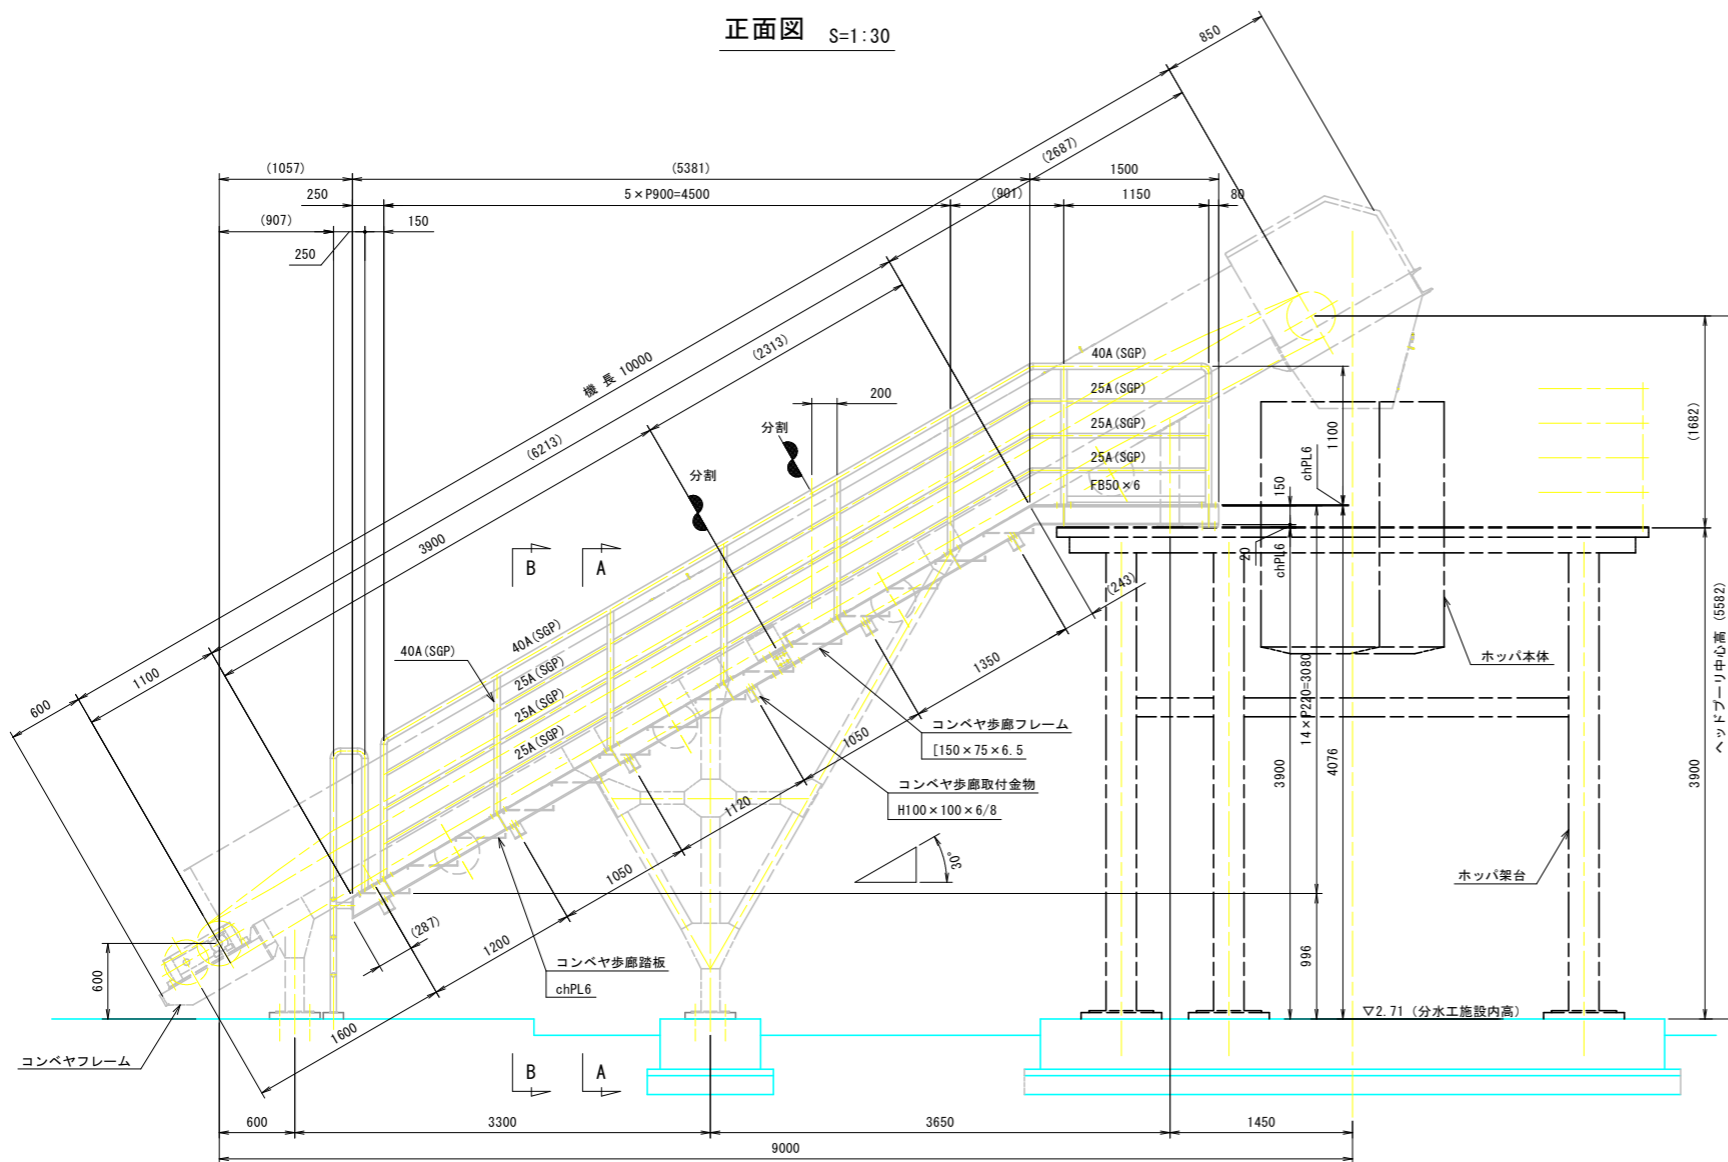 正面図 S=1:30
850
(1057)
(5381)
(2687)
1500
250
5×P900=4500
(901)
1150
80
(907)
150
250
機 長 10000
(2313)
(6213)
200
分割
分割
3900
40A(SGP)
25A(SGP)
25A(SGP)
25A(SGP)
FB50×6
1100
chPL6
150
20
chPL6
(1682)
B
A
(243)
1350
40A(SGP)
40A(SGP)
25A(SGP)
25A(SGP)
25A(SGP)
1100
600
ホッパ本体
コンベヤ歩廊フレーム
[150×75×6.5
1050
コンベヤ歩廊取付金物
H100×100×6/8
1120
14×P220=3080
3900
4076
3900
ヘッドプーリ中心高 (5582)
30°
1050
ホッパ架台
(287)
1200
996
コンベヤ歩廊踏板
chPL6
600
▽2.71 (分水工施設内高)
1600
コンベヤフレーム
B
A
600
3300
3650
1450
9000